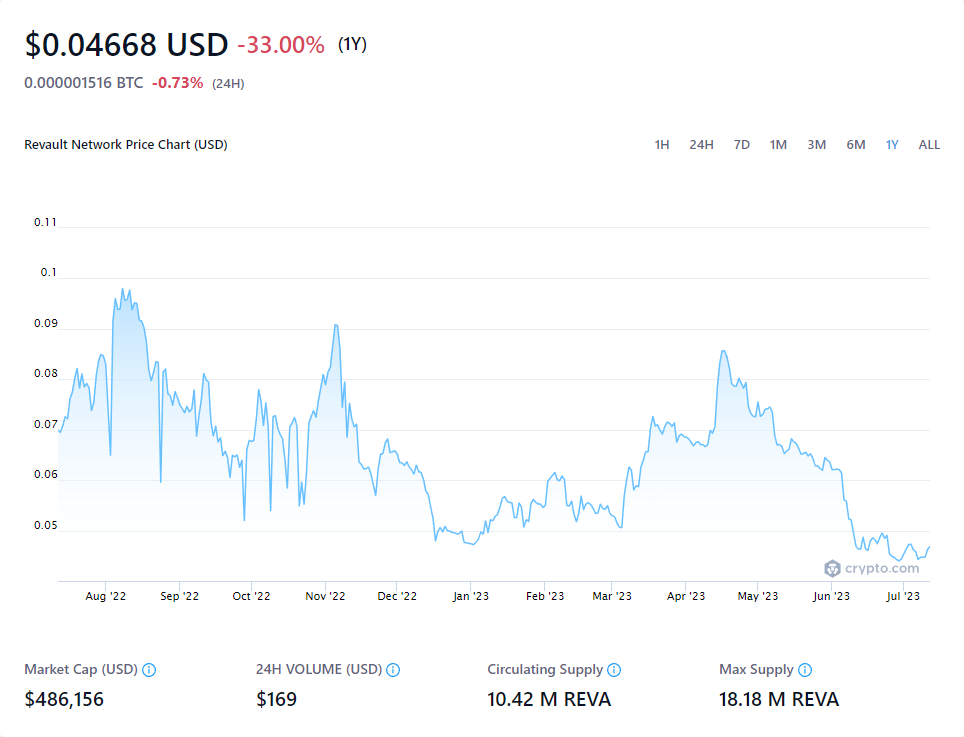 $0.04668 USD -33.00% (1Y)
0.000001516 BTC -0.73% (24H)
Revault Network Price Chart (USD) 1H 24H 7D 1M 3M 6M 1Y ALL
0.11
0.1
0.09
0.08
0.07
0.06
0.05
crypto.com
Aug '22 Sep '22 Oct '22 Nov '22 Dec '22 Jan '23 Feb '23 Mar '23 Apr '23 May '23 Jun '23 Jul '23
Market Cap (USD) 24H VOLUME (USD) Circulating Supply Max Supply
$486,156 $169 10.42 M REVA 18.18 M REVA